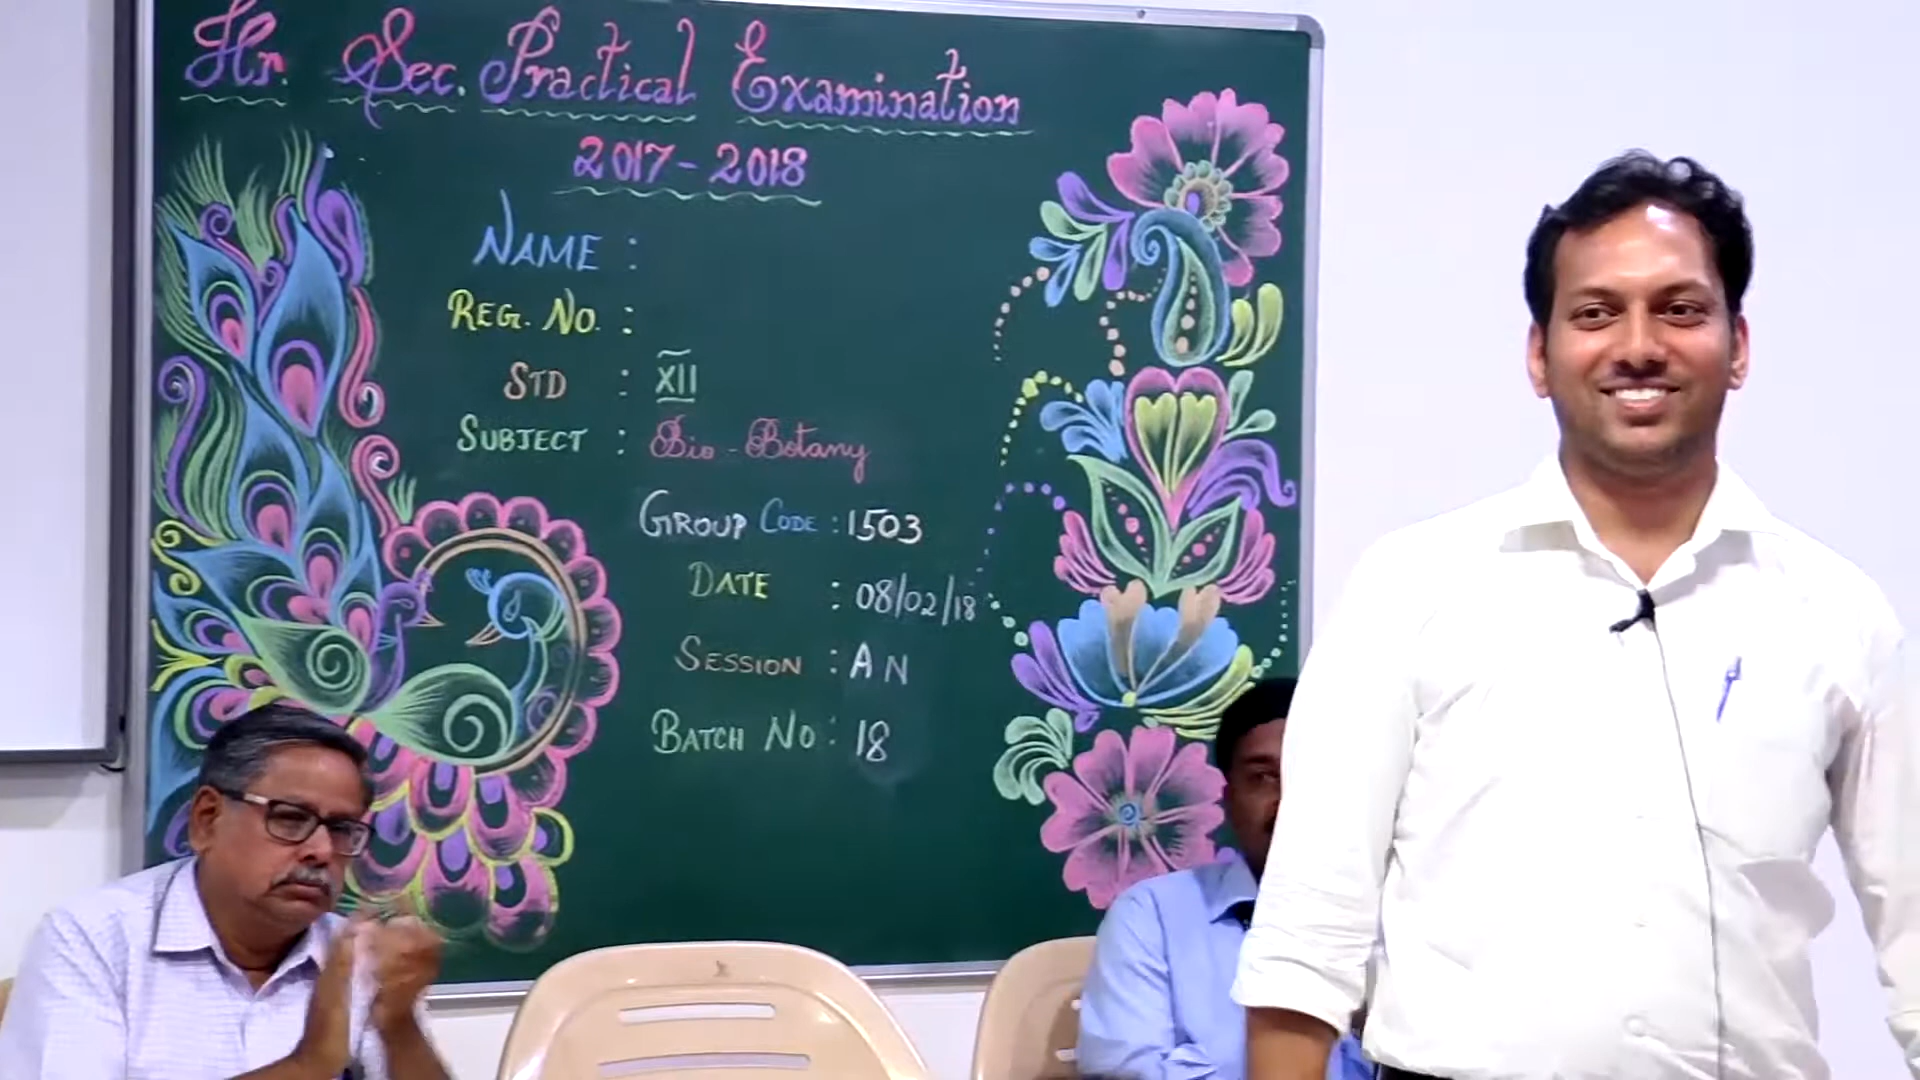 Hr. Sec. Practical Examination
2017-2018
NAME :
REG. NO. :
STD : XII
SUBJECT : Bio-Botany
GROUP CODE : 1503
DATE : 08/02/18
SESSION : AN
BATCH NO : 18